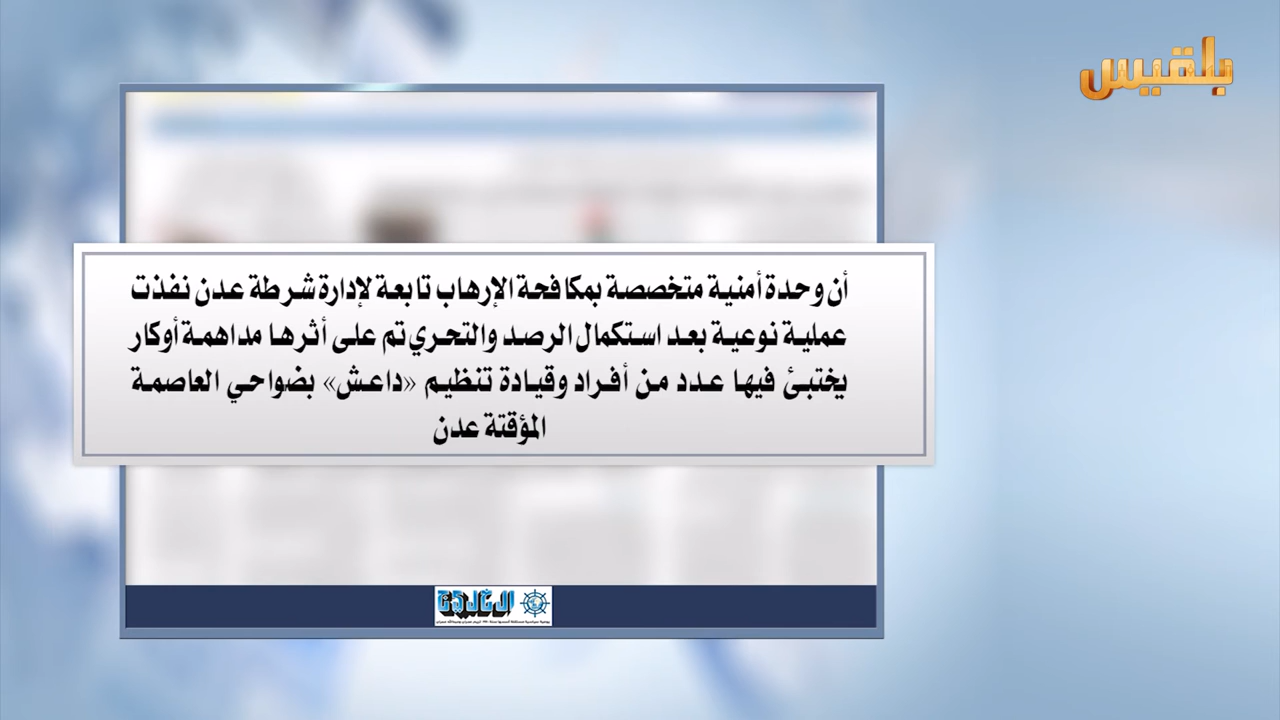 بلقيس
أن وحدة أمنية متخصصة بمكافحة الإرهاب تابعة لإدارة شرطة عدن نفذت
عملية نوعية بعد استكمال الرصد والتحري تم على أثرها مداهمة أوكار
يختبئ فيها عدد من أفراد وقيادة تنظيم «داعش» بضواحي العاصمة
المؤقتة عدن
الخليج